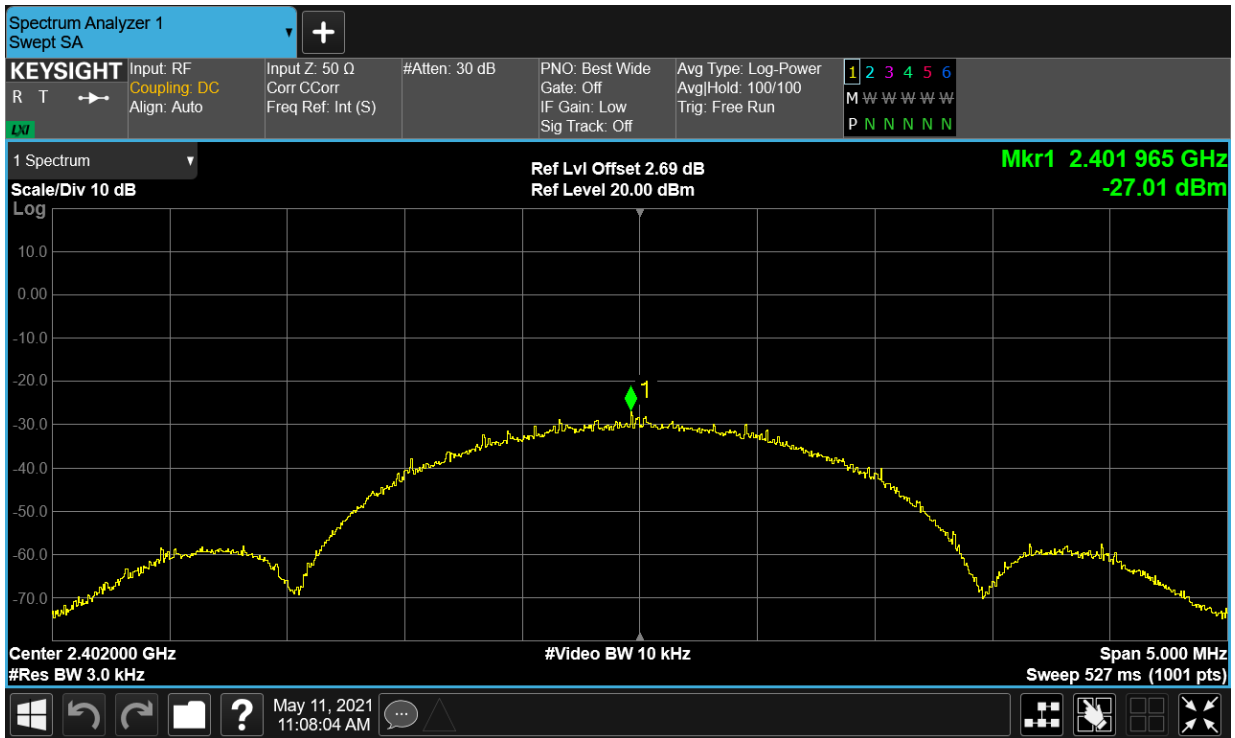 Spectrum Analyzer 1
Swept SA
KEYSIGHT
R T
LXI
Input: RF
Coupling: DC
Align: Auto
Input Z: 50 Ω
Corr CCorr
Freq Ref: Int (S)
#Atten: 30 dB
PNO: Best Wide
Gate: Off
IF Gain: Low
Sig Track: Off
Avg Type: Log-Power
Avg|Hold: 100/100
Trig: Free Run
1 2 3 4 5 6
M W W W W W
P N N N N N
1 Spectrum
Scale/Div 10 dB
Log
Ref Lvl Offset 2.69 dB
Ref Level 20.00 dBm
Mkr1 2.401 965 GHz
-27.01 dBm
10.0
0.00
-10.0
-20.0
1
-30.0
-40.0
-50.0
-60.0
-70.0
Center 2.402000 GHz
#Res BW 3.0 kHz
#Video BW 10 kHz
Span 5.000 MHz
Sweep 527 ms (1001 pts)
?
May 11, 2021
11:08:04 AM